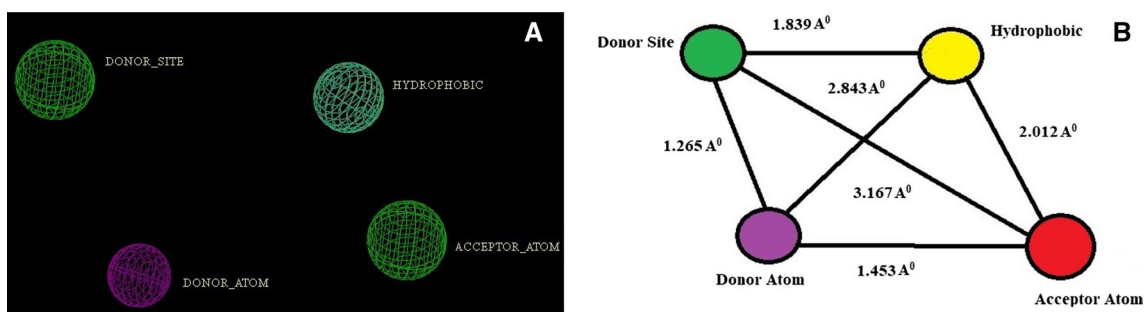 A
DONOR_SITE
HYDROPHOBIC
ACCEPTOR_ATOM
DONOR_ATOM
B
1.839 A⁰
Donor Site
Hydrophobic
2.843 A⁰
2.012 A⁰
1.265 A⁰
3.167 A⁰
Donor Atom
1.453 A⁰
Acceptor Atom